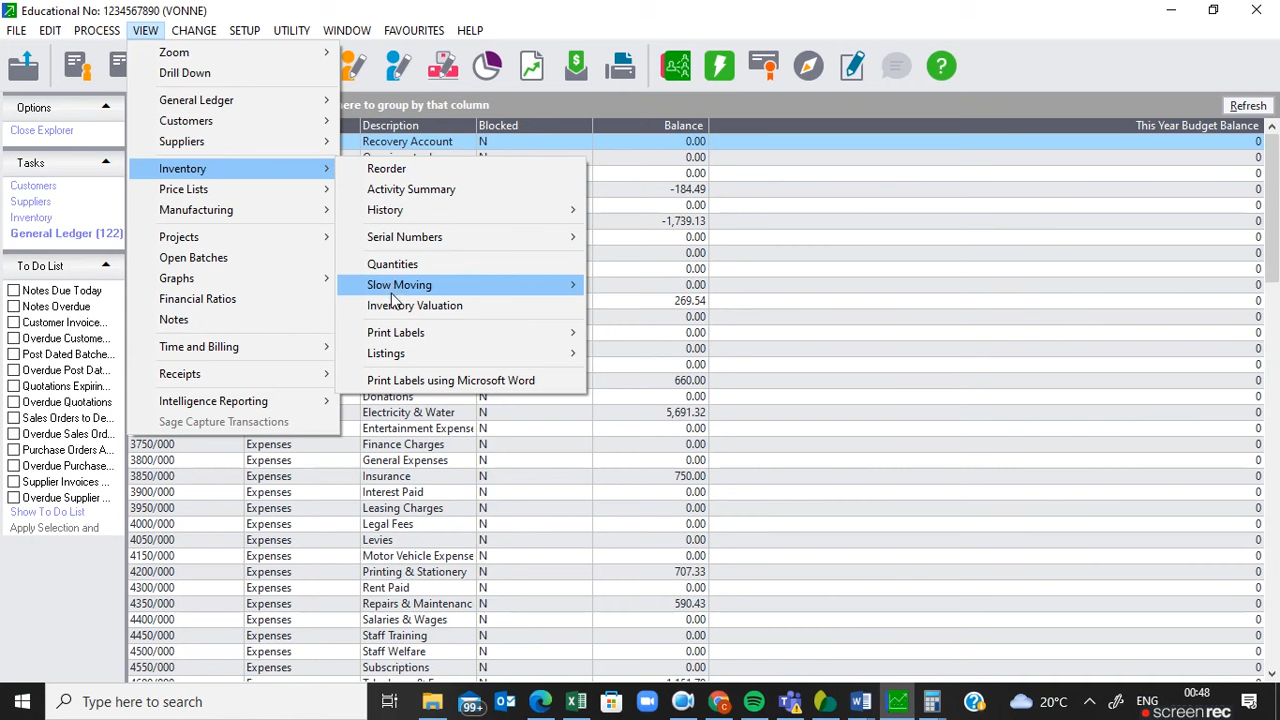 Educational No: 1234567890 (VONNE)
FILE EDIT PROCESS VIEW CHANGE SETUP UTILITY WINDOW FAVOURITES HELP
Options
Close Explorer
Tasks
Customers
Suppliers
Inventory
General Ledger (122)
To Do List
Notes Due Today
Notes Overdue
Customer Invoice...
Overdue Custome...
Post Dated Batche...
Overdue Post Dat...
Quotations Expirin...
Overdue Quotations
Sales Orders to De...
Overdue Sales Ord...
Purchase Orders A...
Overdue Purchase...
Supplier Invoices ...
Overdue Supplier ...
Show To Do List
Apply Selection and
Zoom
Drill Down
General Ledger
Customers
Suppliers
Inventory
Price Lists
Manufacturing
Projects
Open Batches
Graphs
Financial Ratios
Notes
Time and Billing
Receipts
Intelligence Reporting
Sage Capture Transactions
Reorder
Activity Summary
History
Serial Numbers
Quantities
Slow Moving
Inventory Valuation
Print Labels
Listings
Print Labels using Microsoft Word
here to group by that column
Refresh
Description Blocked Balance This Year Budget Balance
Recovery Account N 0.00 0
0.00 0
0.00 0
-184.49 0
0.00 0
-1,739.13 0
0.00 0
0.00 0
0.00 0
0.00 0
269.54 0
0.00 0
0.00 0
0.00 0
0.00 0
660.00 0
Donations N 0.00 0
Electricity & Water N 5,691.32 0
Entertainment Expense N 0.00 0
3750/000 Expenses Finance Charges N 0.00 0
3800/000 Expenses General Expenses N 0.00 0
3850/000 Expenses Insurance N 750.00 0
3900/000 Expenses Interest Paid N 0.00 0
3950/000 Expenses Leasing Charges N 0.00 0
4000/000 Expenses Legal Fees N 0.00 0
4050/000 Expenses Levies N 0.00 0
4150/000 Expenses Motor Vehicle Expense N 0.00 0
4200/000 Expenses Printing & Stationery N 707.33 0
4300/000 Expenses Rent Paid N 0.00 0
4350/000 Expenses Repairs & Maintenanc N 590.43 0
4400/000 Expenses Salaries & Wages N 0.00 0
4450/000 Expenses Staff Training N 0.00 0
4500/000 Expenses Staff Welfare N 0.00 0
4550/000 Expenses Subscriptions N 0.00 0
Type here to search
99+
20°C
ENG
00:48
screenrec